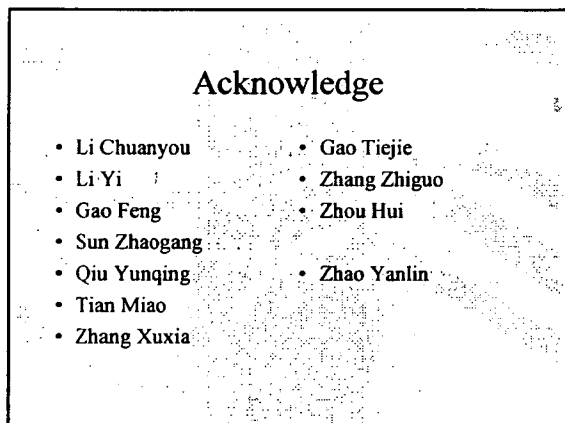 Acknowledge
• Li Chuanyou
• Li Yi
• Gao Feng
• Sun Zhaogang
• Qiu Yunqing
• Tian Miao
• Zhang Xuxia
• Gao Tiejie
• Zhang Zhiguo
• Zhou Hui
• Zhao Yanlin